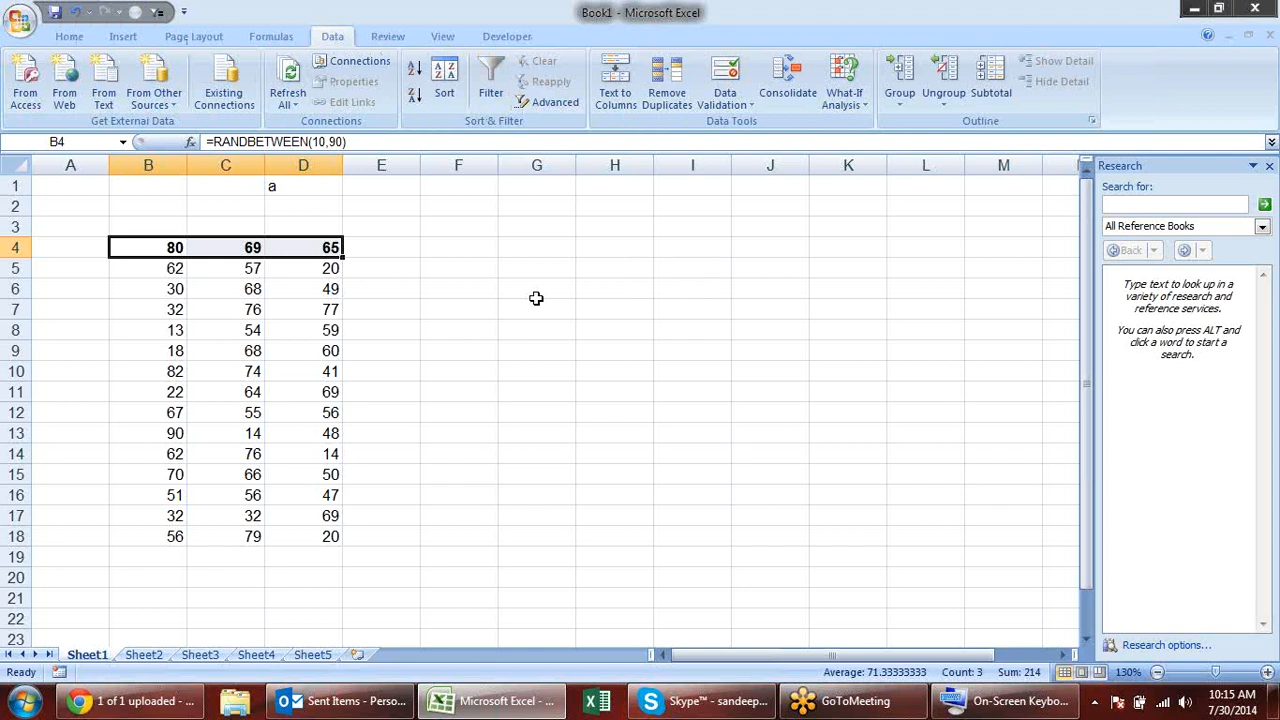 Book1 - Microsoft Excel
Home Insert Page Layout Formulas Data Review View Developer
From Access
From Web
From Text
From Other Sources
Existing Connections
Get External Data
Refresh All
Connections
Properties
Edit Links
Connections
Sort
Filter
Clear
Reapply
Advanced
Sort & Filter
Text to Columns
Remove Duplicates
Data Validation
Consolidate
What-If Analysis
Data Tools
Group
Ungroup
Subtotal
Show Detail
Hide Detail
Outline
B4 fx =RANDBETWEEN(10,90)
A B C D E F G H I J K L M
1 a
2
3
4 80 69 65
5 62 57 20
6 30 68 49
7 32 76 77
8 13 54 59
9 18 68 60
10 82 74 41
11 22 64 69
12 67 55 56
13 90 14 48
14 62 76 14
15 70 66 50
16 51 56 47
17 32 32 69
18 56 79 20
19
20
21
22
23
Research
Search for:
All Reference Books
Back
Type text to look up in a
variety of research and
reference services.
You can also press ALT and
click a word to start a
search.
Research options...
Sheet1 Sheet2 Sheet3 Sheet4 Sheet5
Ready Average: 71.33333333 Count: 3 Sum: 214 130%
1 of 1 uploaded - ...
Sent Items - Perso...
Microsoft Excel - ...
Skype™ - sandeep...
GoToMeeting
On-Screen Keybo...
10:15 AM
7/30/2014